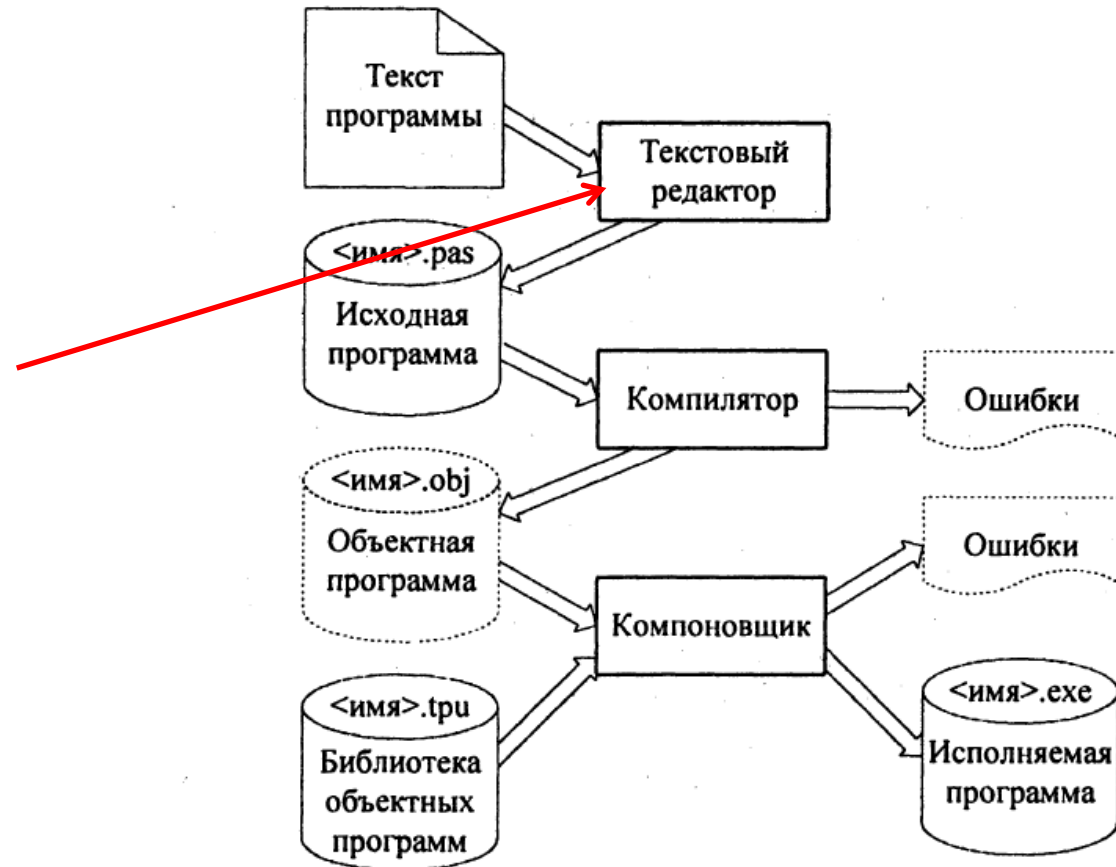 Текст
программы
Текстовый
редактор
<имя>.pas
Исходная
программа
Компилятор
Ошибки
<имя>.obj
Объектная
программа
Ошибки
Компоновщик
<имя>.tpu
Библиотека
объектных
программ
<имя>.exe
Исполняемая
программа